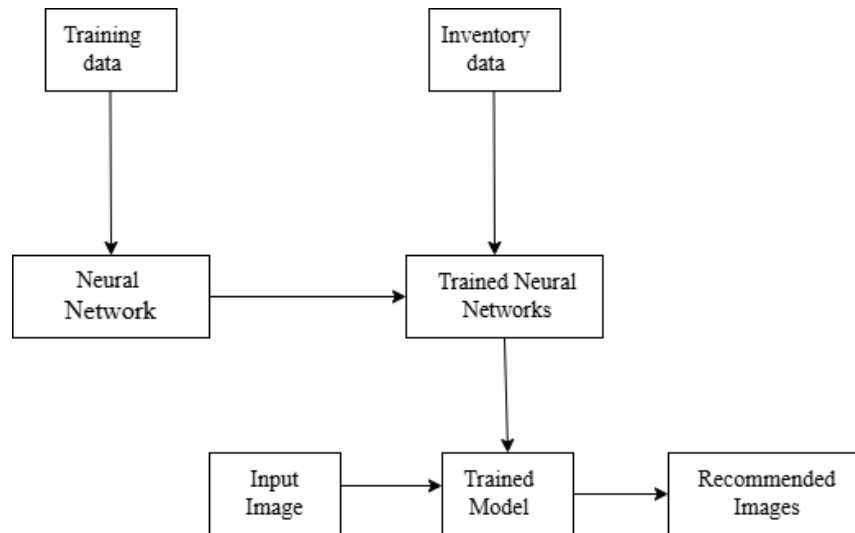 Training
data
Inventory
data
Neural
Network
Trained Neural
Networks
Input
Image
Trained
Model
Recommended
Images